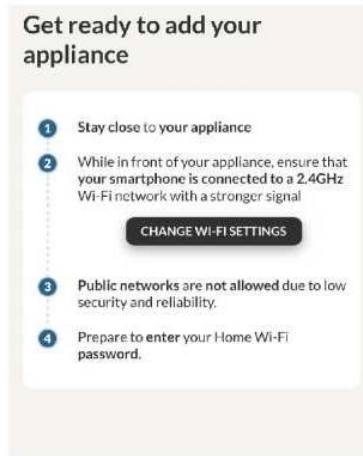 Get ready to add your
appliance
1 Stay close to your appliance
2 While in front of your appliance, ensure that
your smartphone is connected to a 2.4GHz
Wi-Fi network with a stronger signal
CHANGE WI-FI SETTINGS
3 Public networks are not allowed due to low
security and reliability.
4 Prepare to enter your Home Wi-Fi
password.